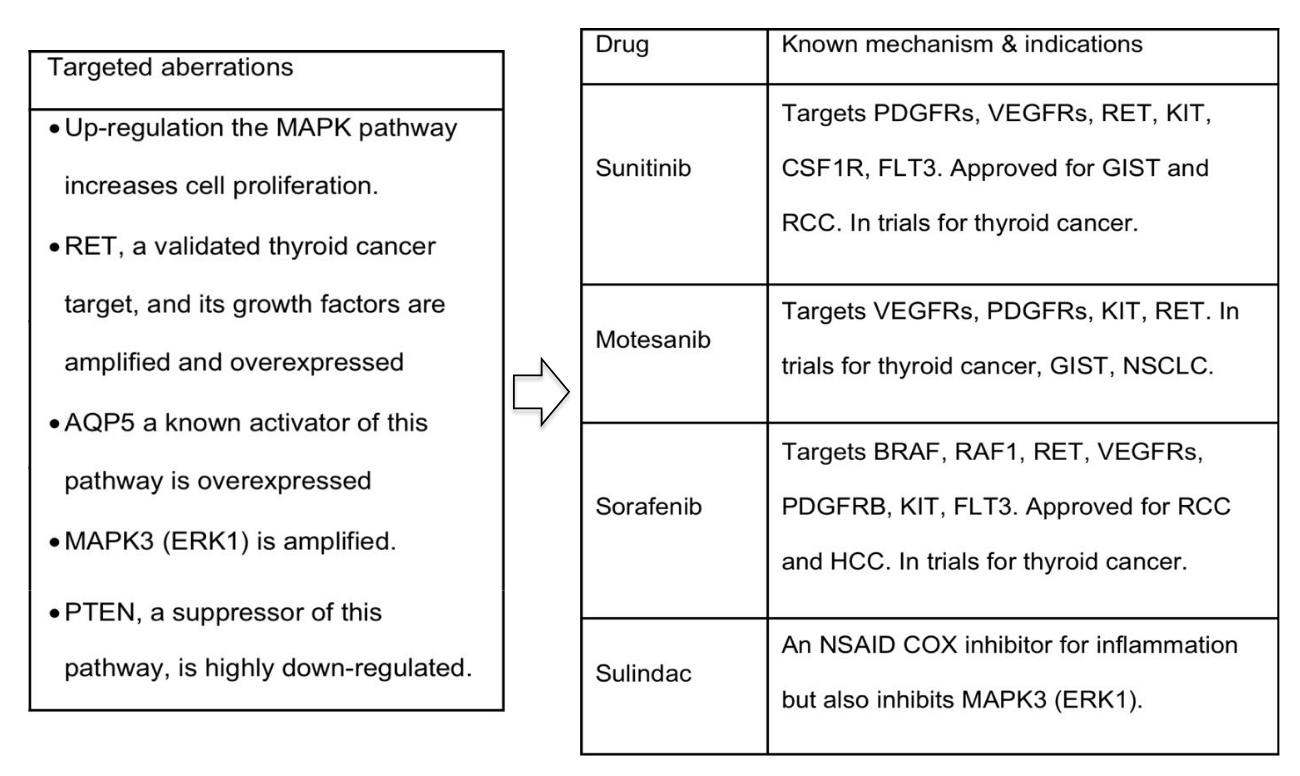 Targeted aberrations
•Up-regulation the MAPK pathway
increases cell proliferation.
•RET, a validated thyroid cancer
target, and its growth factors are
amplified and overexpressed
•AQP5 a known activator of this
pathway is overexpressed
•MAPK3 (ERK1) is amplified.
•PTEN, a suppressor of this
pathway, is highly down-regulated.
Drug
Known mechanism & indications
Sunitinib
Targets PDGFRs, VEGFRs, RET, KIT,
CSF1R, FLT3. Approved for GIST and
RCC. In trials for thyroid cancer.
Motesanib
Targets VEGFRs, PDGFRs, KIT, RET. In
trials for thyroid cancer, GIST, NSCLC.
Sorafenib
Targets BRAF, RAF1, RET, VEGFRs,
PDGFRB, KIT, FLT3. Approved for RCC
and HCC. In trials for thyroid cancer.
Sulindac
An NSAID COX inhibitor for inflammation
but also inhibits MAPK3 (ERK1).